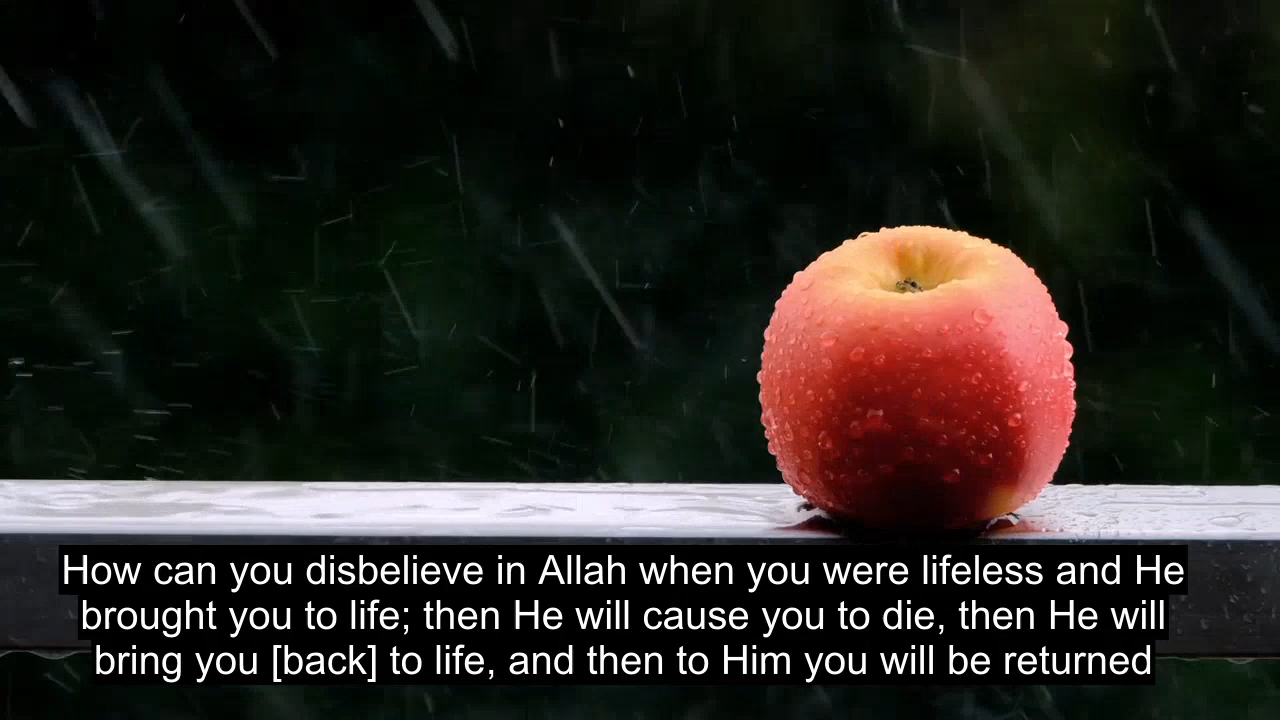 How can you disbelieve in Allah when you were lifeless and He
brought you to life; then He will cause you to die, then He will
bring you [back] to life, and then to Him you will be returned